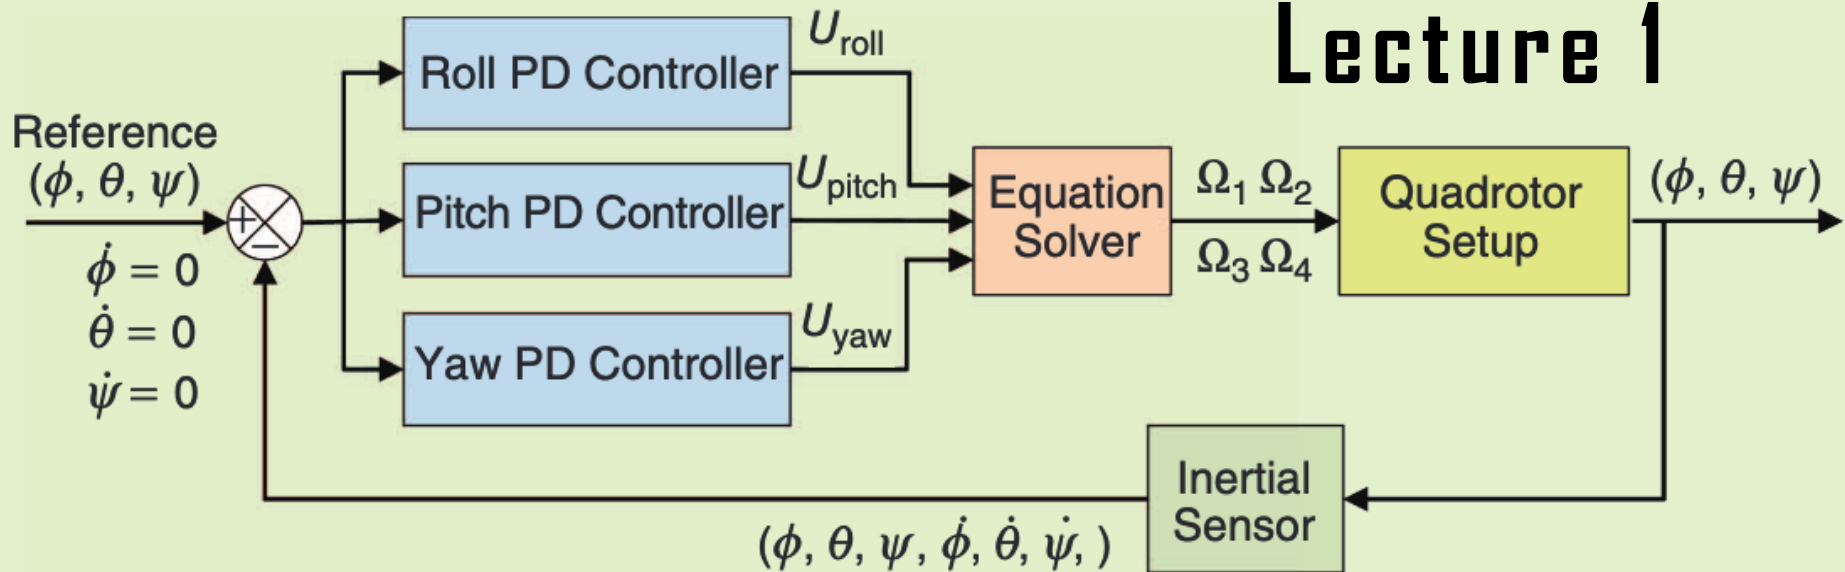 Lecture 1
Roll PD Controller
U_roll
Reference
(ϕ, θ, ψ)
ϕ̇ = 0
θ̇ = 0
ψ̇ = 0
+
−
Pitch PD Controller
U_pitch
Yaw PD Controller
U_yaw
Equation
Solver
Ω₁ Ω₂
Ω₃ Ω₄
Quadrotor
Setup
(ϕ, θ, ψ)
Inertial
Sensor
(ϕ, θ, ψ, ϕ̇, θ̇, ψ̇, )